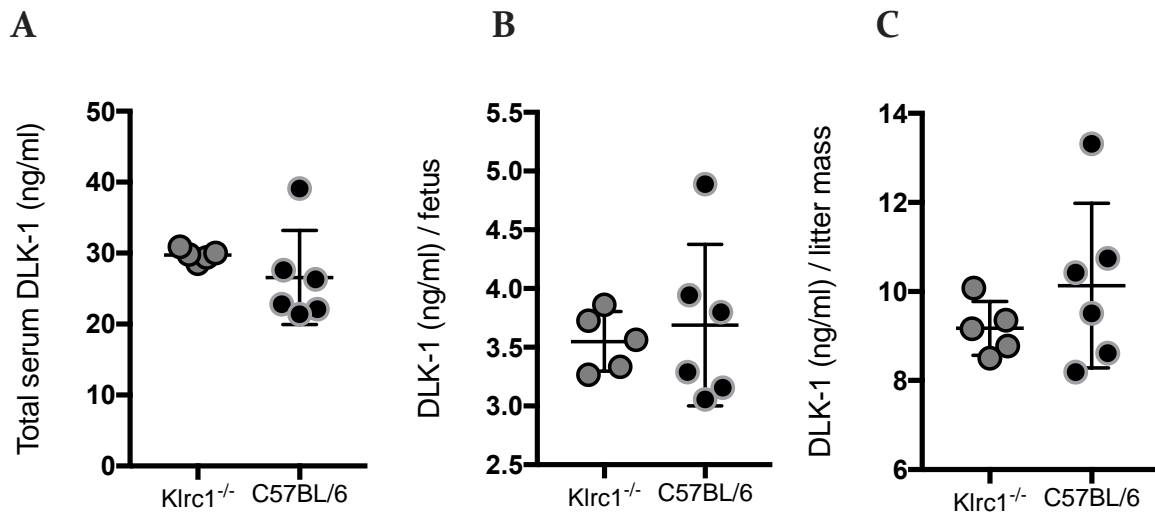 A
B
C
Total serum DLK-1 (ng/ml)
50
40
30
20
10
0
Klrc1-/-
C57BL/6
DLK-1 (ng/ml) / fetus
5.5
5.0
4.5
4.0
3.5
3.0
2.5
Klrc1-/-
C57BL/6
DLK-1 (ng/ml) / litter mass
14
12
10
8
6
Klrc1-/-
C57BL/6